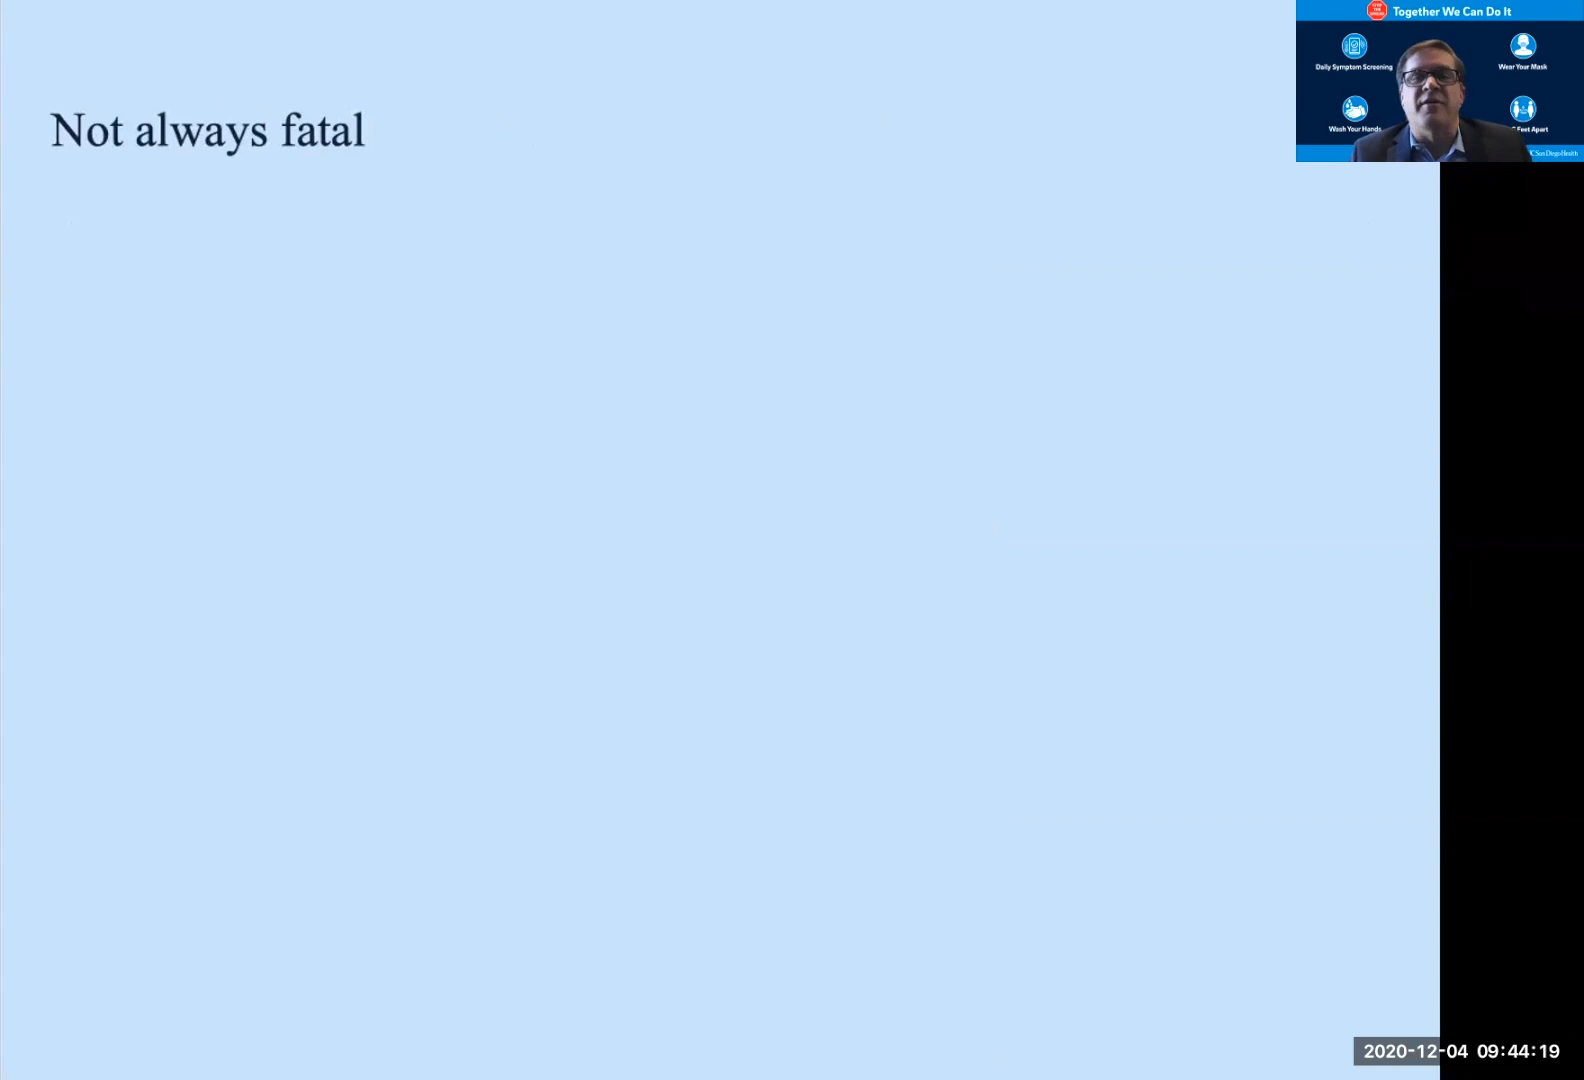 Together We Can Do It
Daily Symptom Screening
Wear Your Mask
Not always fatal
Wash Your Hands
Feet Apart
UC San Diego Health
2020-12-04 09:44:19